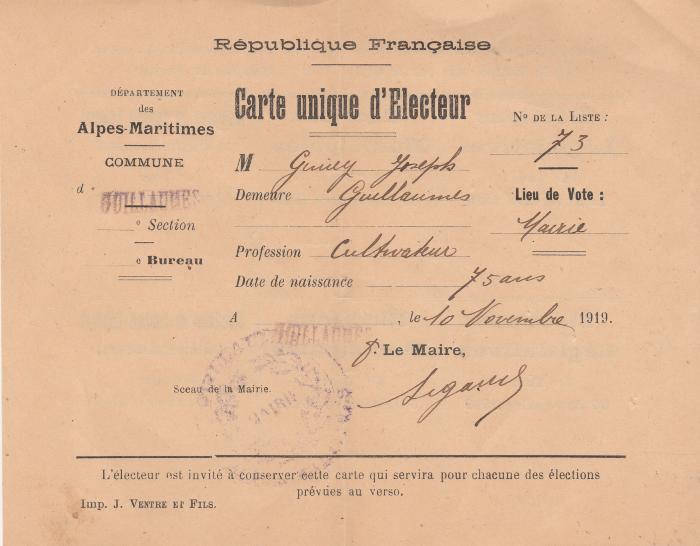 République Française
DÉPARTEMENT
des
Alpes-Maritimes
COMMUNE
d GUILLAUMES
e Section
e Bureau
Carte unique d'Electeur
M Joseph
Demeure Guillaumes
Profession Cultivateur
Date de naissance 75 ans
No DE LA LISTE :
73
Lieu de Vote :
Mairie
A GUILLAUMES, le 10 Novembre 1919.
p. Le Maire,
Sceau de la Mairie.
MAIRIE
L'électeur est invité à conserver cette carte qui servira pour chacune des élections
prévues au verso.
Imp. J. VENTRE ET FILS.